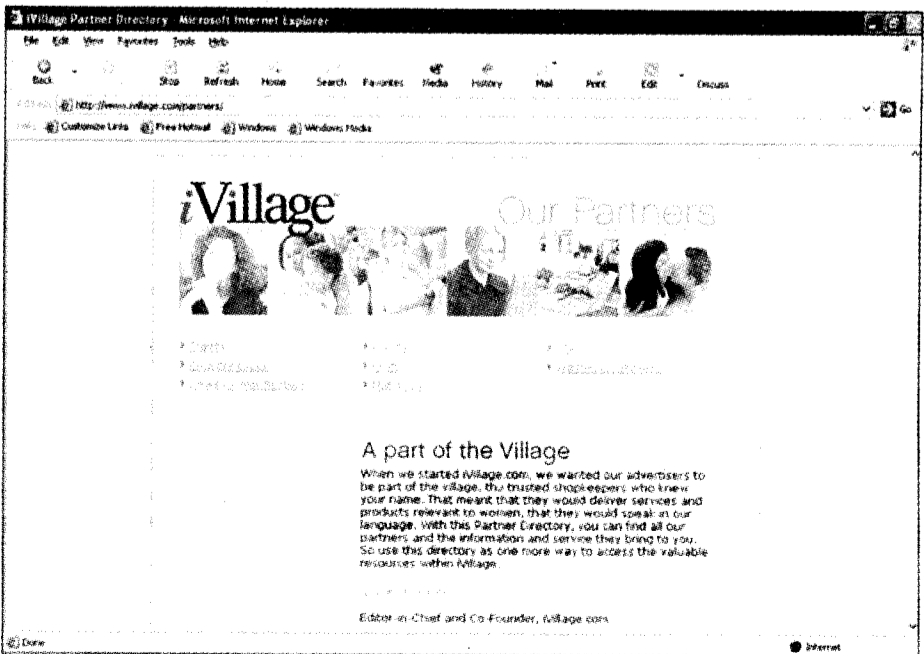 iVillage Partner Directory - Microsoft Internet Explorer
File Edit View Favorites Tools Help
Back Stop Refresh Home Search Favorites Media History Mail Print Edit Discuss
http://www.ivillage.com/partners/ Go
Customize Links Free Hotmail Windows Windows Media
iVillage
Our Partners
A part of the Village
When we started iVillage.com, we wanted our advertisers to
be part of the village, the trusted shopkeepers who knew
your name. That meant that they would deliver services and
products relevant to women, that they would speak in our
language. With this Partner Directory, you can find all our
partners and the information and service they bring to you.
So use this directory as one more way to access the valuable
resources within iVillage.
Editor-in-Chief and Co-Founder, iVillage.com
Done Internet